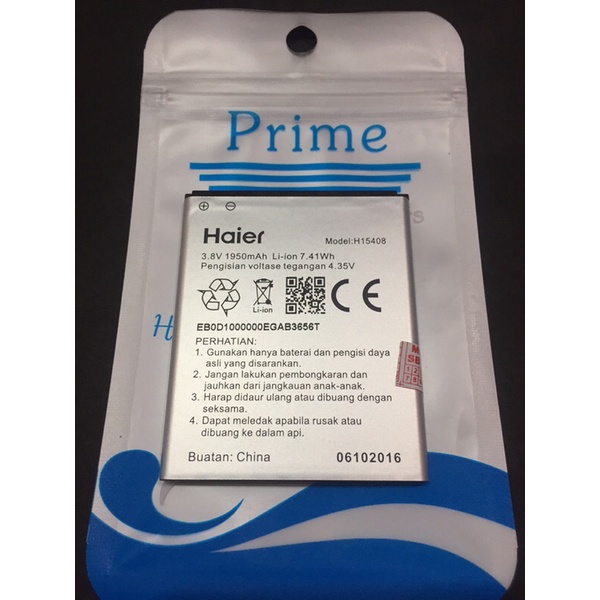 Prime
Haier
Model:H15408
3.8V 1950mAh Li-ion 7.41Wh
Pengisian voltase tegangan 4.35V
Li-ion
CE
EB0D1000000EGAB3656T
PERHATIAN:
1. Gunakan hanya baterai dan pengisi daya
asli yang disarankan.
2. Jangan lakukan pembongkaran dan
jauhkan dari jangkauan anak-anak.
3. Harap didaur ulang atau dibuang dengan
seksama.
4. Dapat meledak apabila rusak atau
dibuang ke dalam api.
Buatan: China
06102016